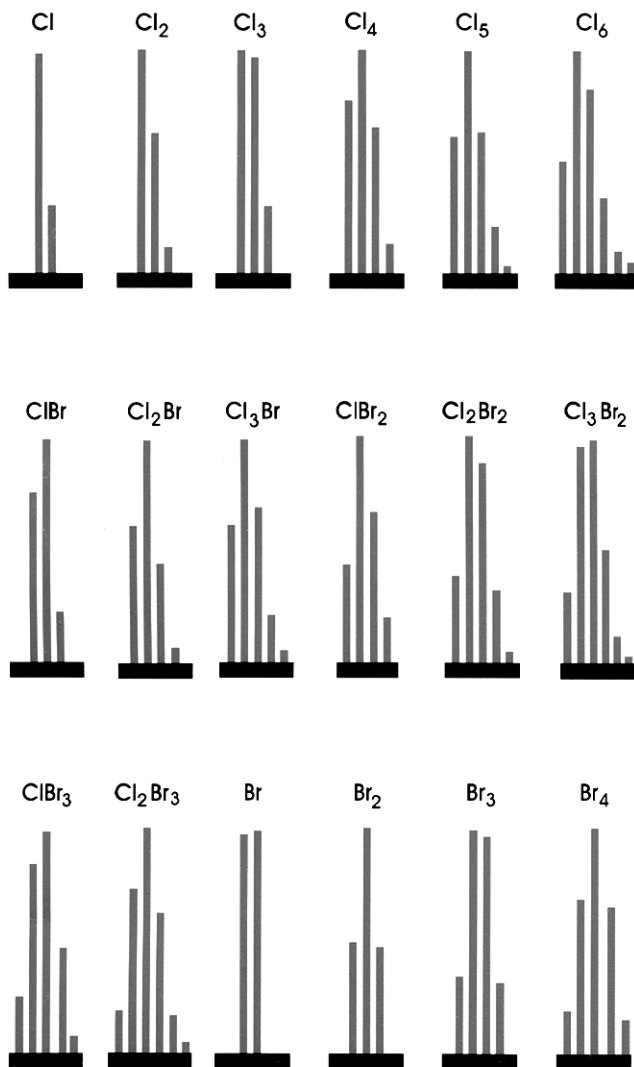 Cl Cl₂ Cl₃ Cl₄ Cl₅ Cl₆
ClBr Cl₂Br Cl₃Br ClBr₂ Cl₂Br₂ Cl₃Br₂
ClBr₃ Cl₂Br₃ Br Br₂ Br₃ Br₄